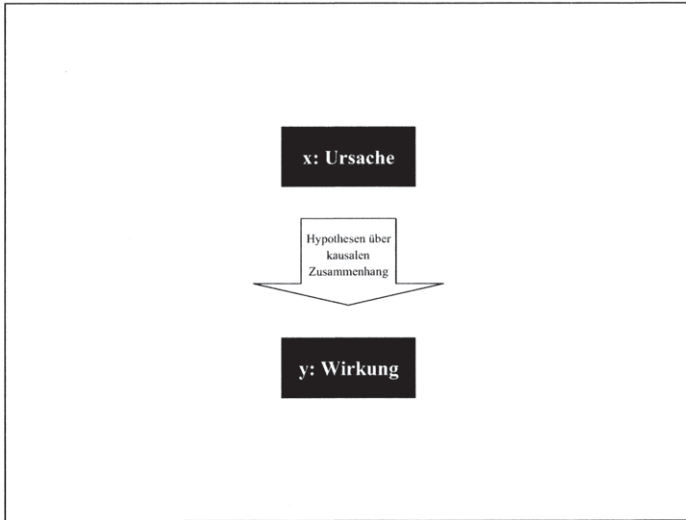 x: Ursache
Hypothesen über
kausalen
Zusammenhang
y: Wirkung